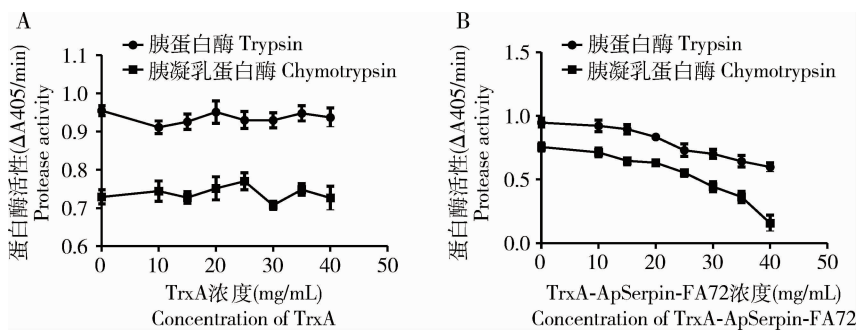 A
胰蛋白酶 Trypsin
胰凝乳蛋白酶 Chymotrypsin
蛋白酶活性(ΔA405/min)
Protease activity
1.1
1.0
0.9
0.8
0.7
0.6
0 10 20 30 40 50
TrxA浓度(mg/mL)
Concentration of TrxA
B
胰蛋白酶 Trypsin
胰凝乳蛋白酶 Chymotrypsin
蛋白酶活性(ΔA405/min)
Protease activity
1.5
1.0
0.5
0.0
0 10 20 30 40 50
TrxA-ApSerpin-FA72浓度(mg/mL)
Concentration of TrxA-ApSerpin-FA72